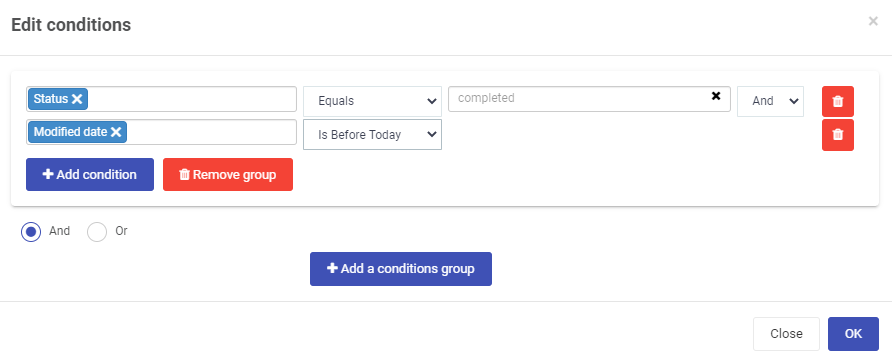 Edit conditions ×
Status Equals completed And
Modified date Is Before Today
Add condition Remove group
And Or
Add a conditions group
Close OK